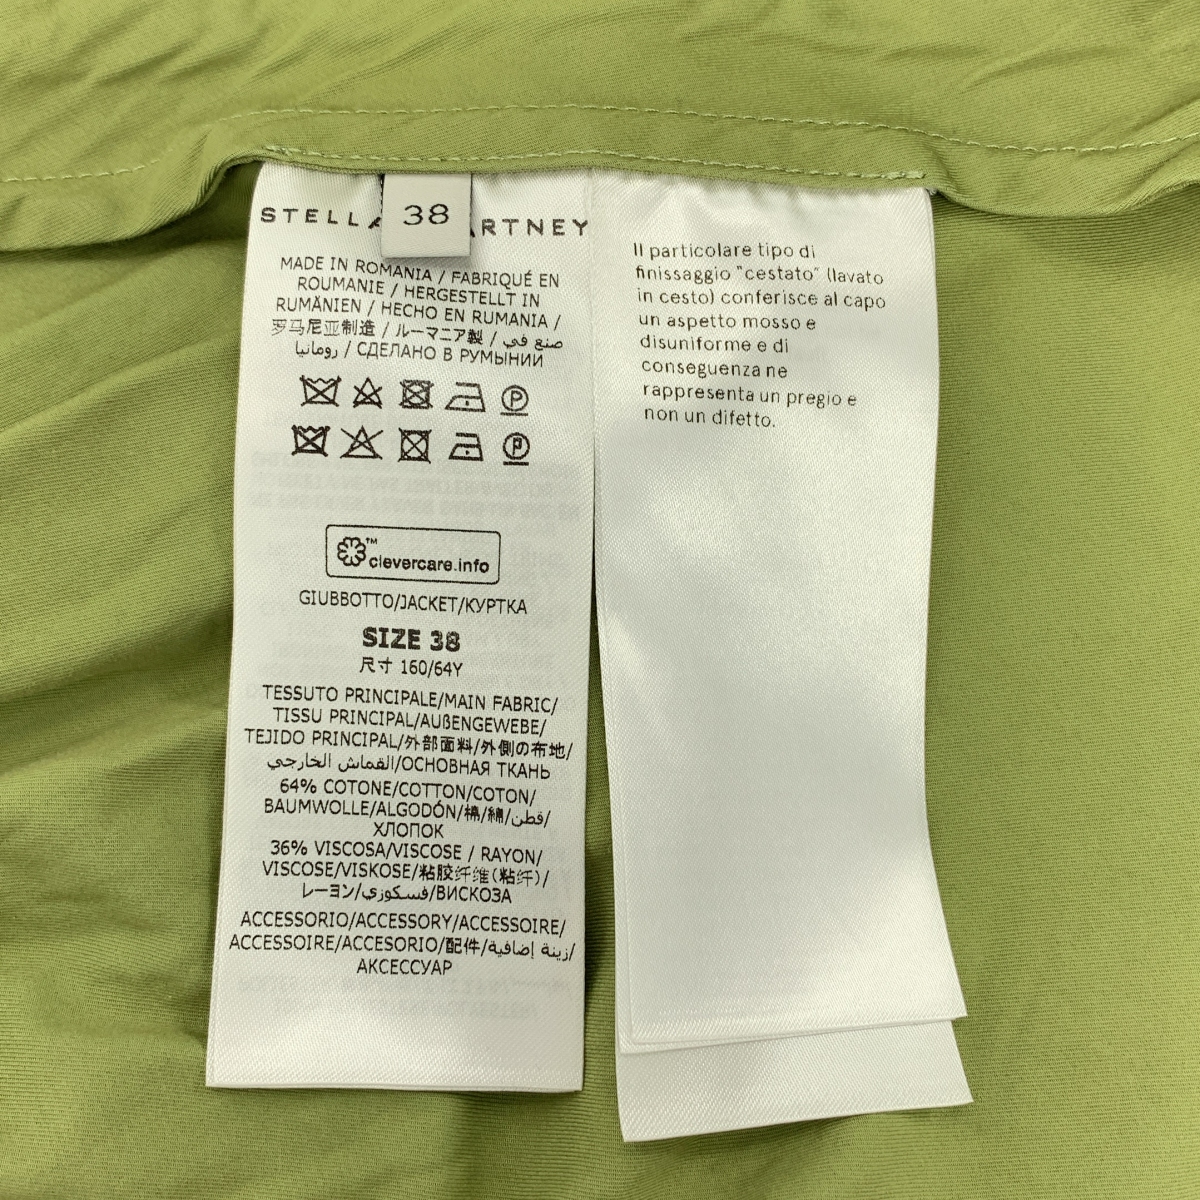 38
MADE IN ROMANIA / FABRIQUÉ EN
ROUMANIE / HERGESTELLT IN
RUMÄNIEN / HECHO EN RUMANIA /
罗马尼亚制造 / ルーマニア製 / صنع في
رومانيا / СДЕЛАНО В РУМЫНИИ
P
P
™
clevercare.info
GIUBBOTTO/JACKET/КУРТКА
SIZE 38
尺寸 160/64Y
TESSUTO PRINCIPALE/MAIN FABRIC/
TISSU PRINCIPAL/AUßENGEWEBE/
TEJIDO PRINCIPAL/外部面料/外側の布地/
القماش الخارجي/ОСНОВНАЯ ТКАНЬ
64% COTONE/COTTON/COTON/
BAUMWOLLE/ALGODÓN/棉/綿/قطن/
ХЛОПОК
36% VISCOSA/VISCOSE / RAYON/
VISCOSE/VISKOSE/粘胶纤维(粘纤)/
レーヨン/فسكوزي/ВИСКОЗА
ACCESSORIO/ACCESSORY/ACCESSOIRE/
ACCESSOIRE/ACCESORIO/配件/زينة إضافية/
АКСЕССУАР
Il particolare tipo di
finissaggio "cestato" (lavato
in cesto) conferisce al capo
un aspetto mosso e
disuniforme e di
conseguenza ne
rappresenta un pregio e
non un difetto.